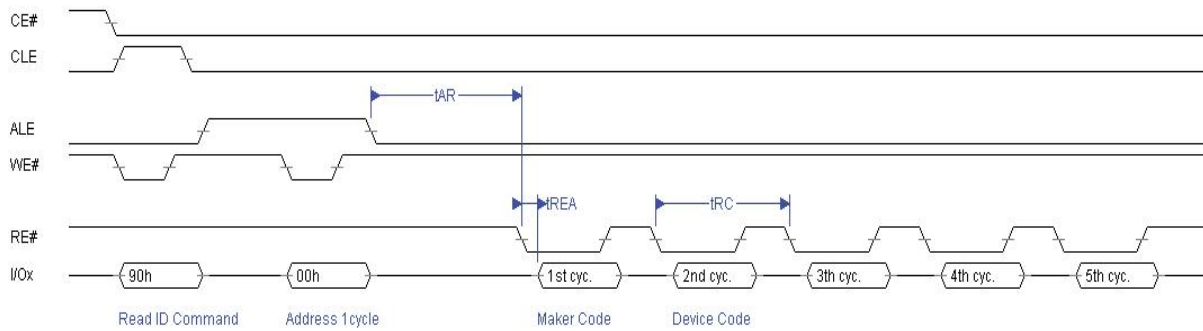 CE#
CLE
tAR
ALE
WE#
tREA
tRC
RE#
I/Ox 90h 00h 1st cyc. 2nd cyc. 3th cyc. 4th cyc. 5th cyc.
Read ID Command Address 1cycle Maker Code Device Code